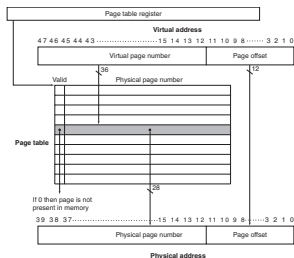 Page table register
Virtual address
47 46 45 44 43 ........................ 15 14 13 12 11 10 9 8 ........ 3 2 1 0
Virtual page number
Page offset
36
12
Valid
Physical page number
Page table
28
If 0 then page is not
present in memory
39 38 37 ........................ 15 14 13 12 11 10 9 8 ........ 3 2 1 0
Physical page number
Page offset
Physical address